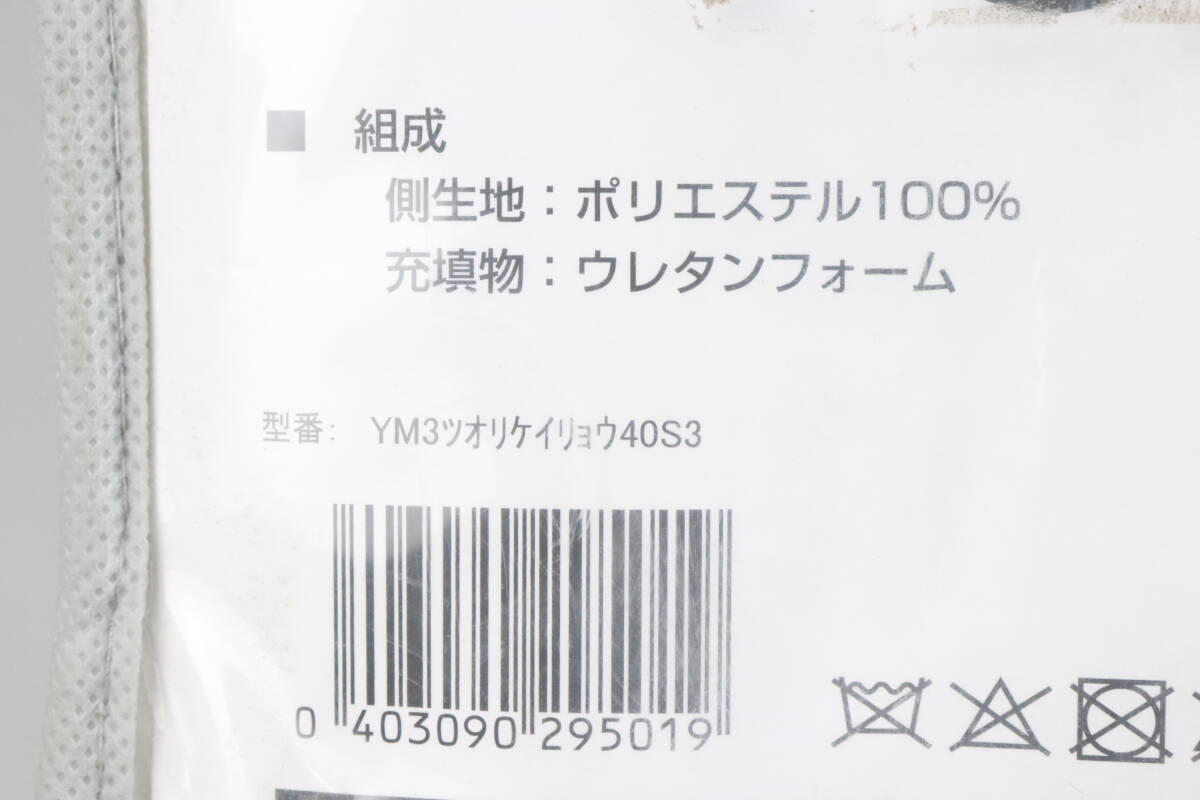 ■ 組成
側生地：ポリエステル100%
充填物：ウレタンフォーム
型番: YM3ﾂｵﾘｹｲﾘｮｳ40S3
0 403090 295019